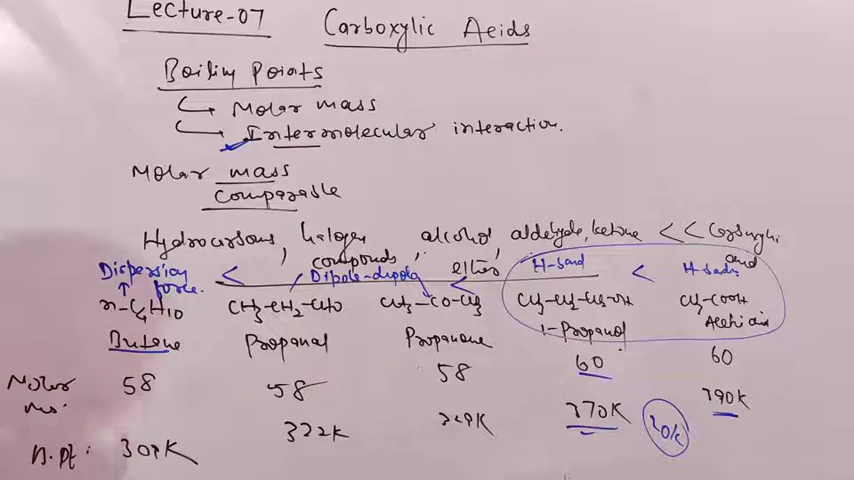 Lecture-07
Carboxylic Acids
Boiling Points
Molar mass
Intermolecular interaction.
Molar mass
Comparable
Hydrocarbons, halogen compounds, alcohol, ether, aldehyde, ketone << Carboxylic acid
Dispersion force. < Dipole-dipole < H-bond < H-bonds
n-C4H10 CH3-CH2-CHO CH3-CO-CH3 CH3-CH2-CH2-OH CH3-COOH
Butane Propanal Propanone 1-Propanol Acetic acid
Molar 58 58 58 60 60
B.pt: 309K 322K 329K 370K 390K
20K